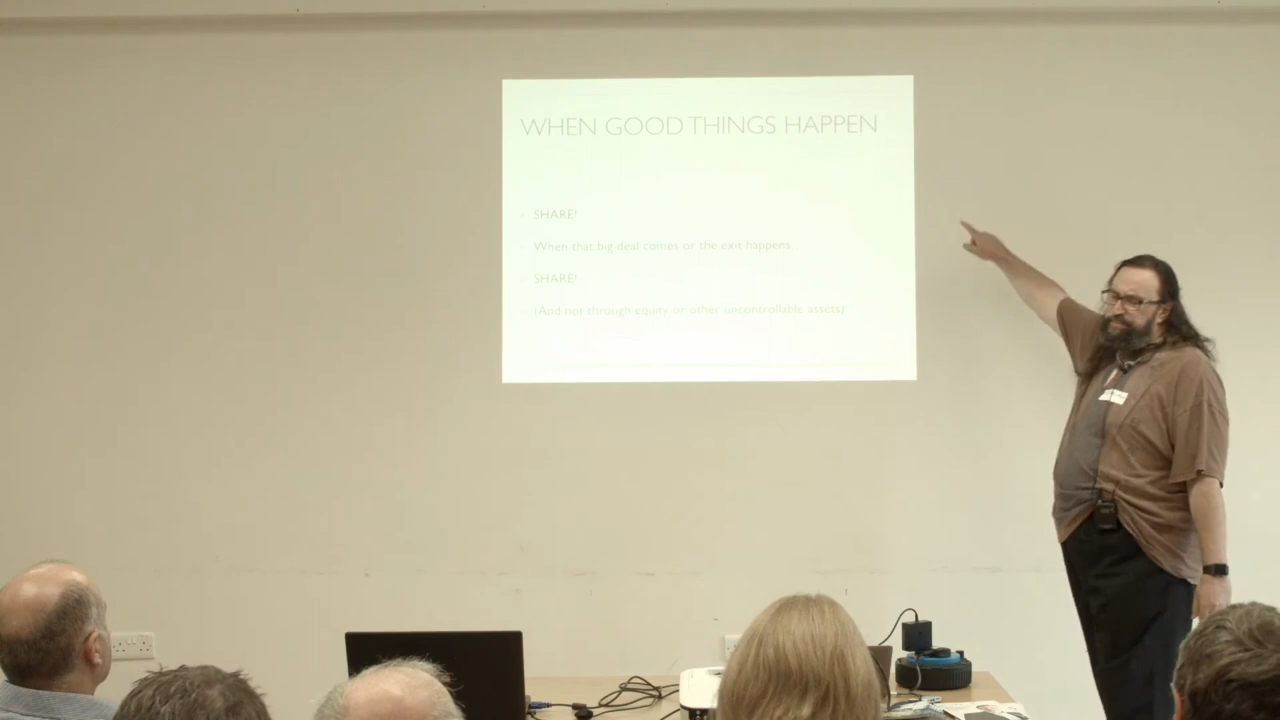 WHEN GOOD THINGS HAPPEN
SHARE!
When that big deal comes or the exit happens
SHARE!
(And not through equity or other uncontrollable assets)